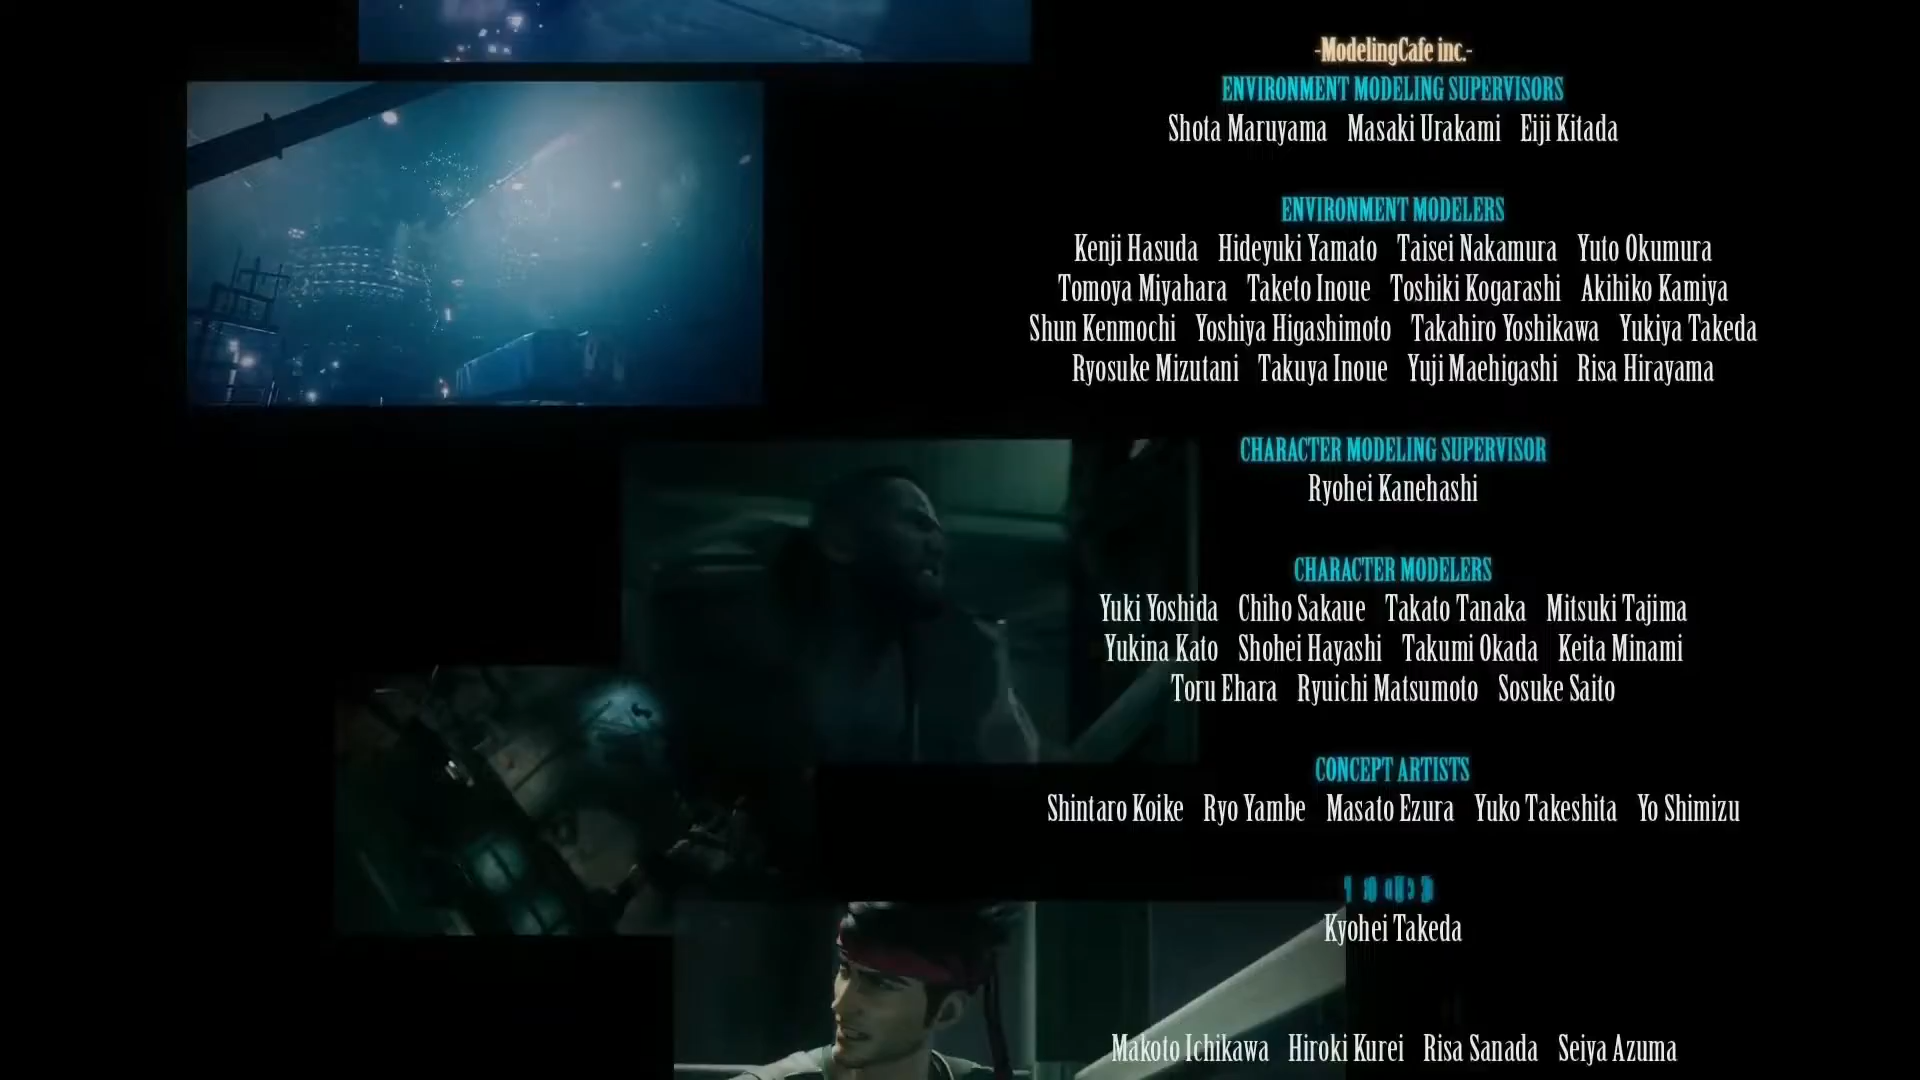 -ModelingCafe inc.-
ENVIRONMENT MODELING SUPERVISORS
Shota Maruyama Masaki Urakami Eiji Kitada
ENVIRONMENT MODELERS
Kenji Hasuda Hideyuki Yamato Taisei Nakamura Yuto Okumura
Tomoya Miyahara Taketo Inoue Toshiki Kogarashi Akihiko Kamiya
Shun Kenmochi Yoshiya Higashimoto Takahiro Yoshikawa Yukiya Takeda
Ryosuke Mizutani Takuya Inoue Yuji Maehigashi Risa Hirayama
CHARACTER MODELING SUPERVISOR
Ryohei Kanehashi
CHARACTER MODELERS
Yuki Yoshida Chiho Sakaue Takato Tanaka Mitsuki Tajima
Yukina Kato Shohei Hayashi Takumi Okada Keita Minami
Toru Ehara Ryuichi Matsumoto Sosuke Saito
CONCEPT ARTISTS
Shintaro Koike Ryo Yambe Masato Ezura Yuko Takeshita Yo Shimizu
Kyohei Takeda
Makoto Ichikawa Hiroki Kurei Risa Sanada Seiya Azuma